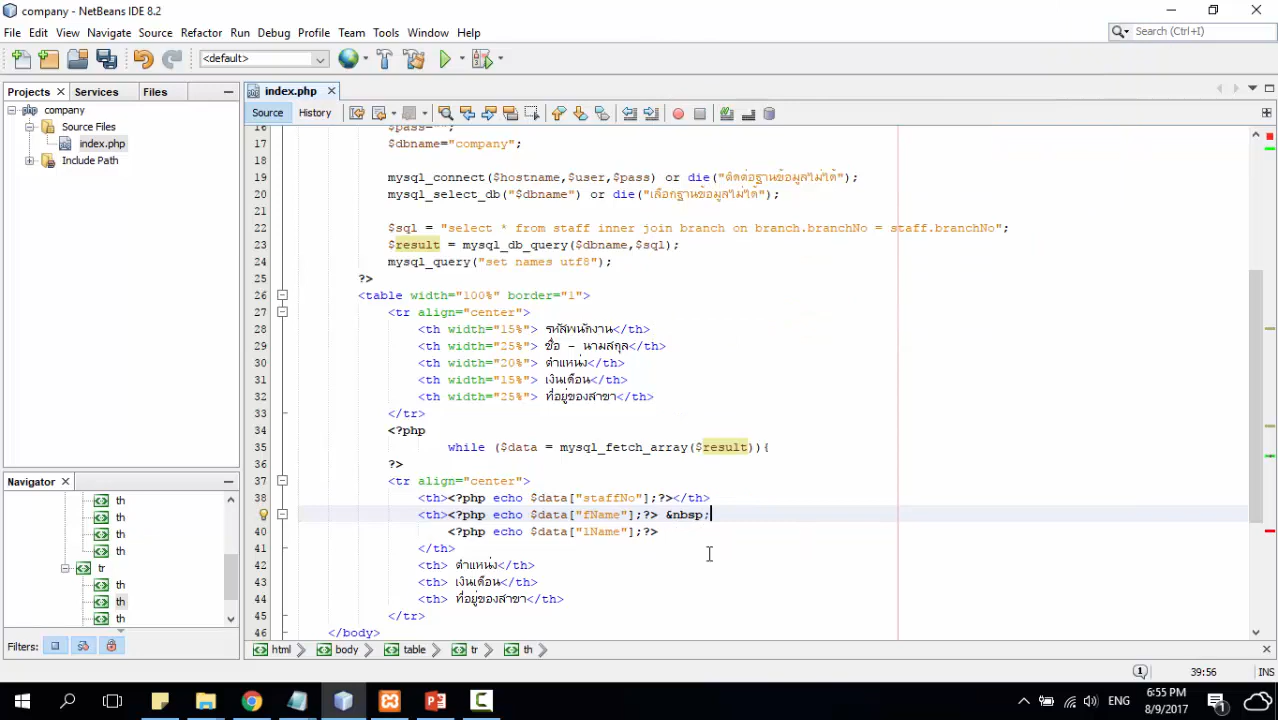 company - NetBeans IDE 8.2
File Edit View Navigate Source Refactor Run Debug Profile Team Tools Window Help
Search (Ctrl+I)
<default>
Projects Services Files
company
Source Files
index.php
Include Path
index.php
Source History
16 $pass="";
17 $dbname="company";
18
19 mysql_connect($hostname,$user,$pass) or die("ติดต่อฐานข้อมูลไม่ได้");
20 mysql_select_db("$dbname") or die("เลือกฐานข้อมูลไม่ได้");
21
22 $sql = "select * from staff inner join branch on branch.branchNo = staff.branchNo";
23 $result = mysql_db_query($dbname,$sql);
24 mysql_query("set names utf8");
25 ?>
26 <table width="100%" border="1">
27 <tr align="center">
28 <th width="15%"> รหัสพนักงาน</th>
29 <th width="25%"> ชื่อ - นามสกุล</th>
30 <th width="20%"> ตำแหน่ง</th>
31 <th width="15%"> เงินเดือน</th>
32 <th width="25%"> ที่อยู่ของสาขา</th>
33 </tr>
34 <?php
35 while ($data = mysql_fetch_array($result)){
36 ?>
37 <tr align="center">
38 <th><?php echo $data["staffNo"];?></th>
39 <th><?php echo $data["fName"];?> &nbsp;
40 <?php echo $data["lName"];?>
41 </th>
42 <th> ตำแหน่ง</th>
43 <th> เงินเดือน</th>
44 <th> ที่อยู่ของสาขา</th>
45 </tr>
46 </body>
Navigator
th
th
th
th
tr
th
th
th
Filters:
html body table tr th
1
39:56 INS
ENG
6:55 PM
8/9/2017
1